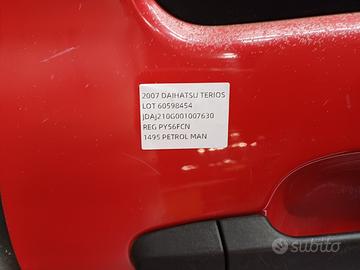 2007 DAIHATSU TERIOS
LOT 60598454
JDAJ210G001007630
REG PY56FCN
1495 PETROL MAN
subito